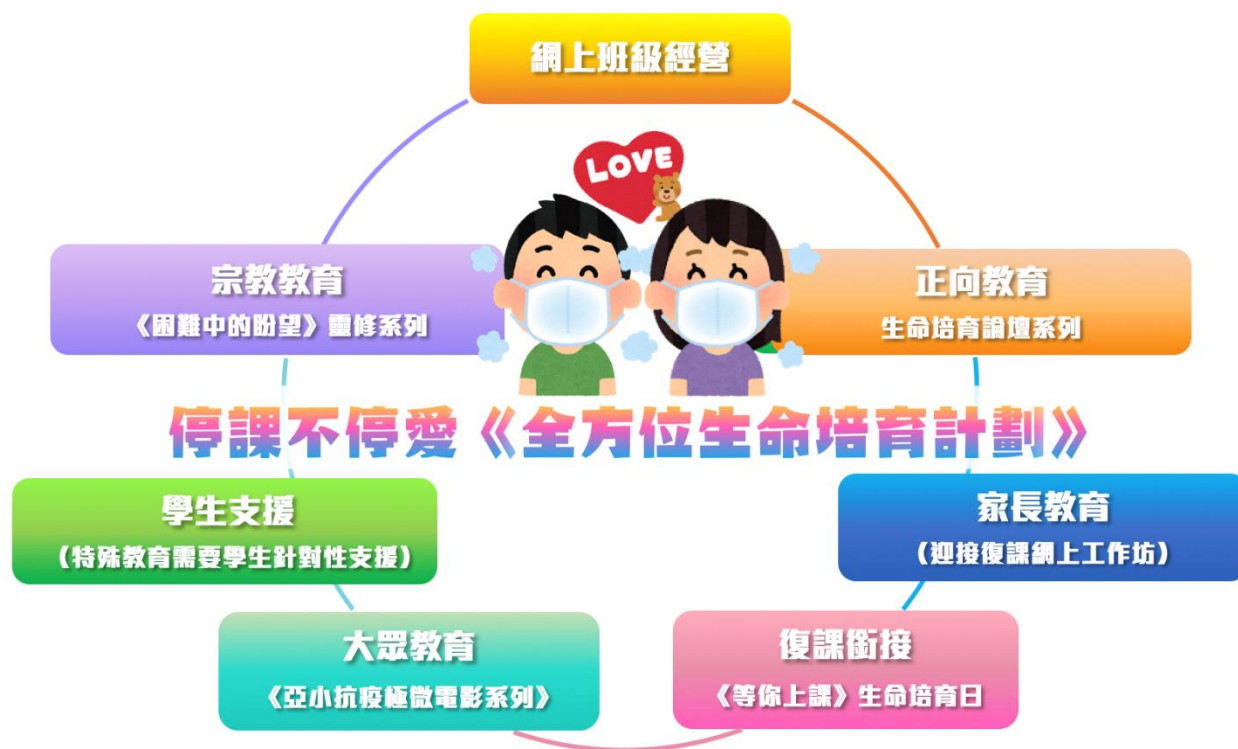 網上班級經營
LOVE
宗教教育
《困難中的盼望》靈修系列
正向教育
生命培育論壇系列
停課不停愛《全方位生命培育計劃》
學生支援
（特殊教育需要學生針對性支援）
家長教育
（迎接復課網上工作坊）
大眾教育
《亞小抗疫極微電影系列》
復課銜接
《等你上課》生命培育日